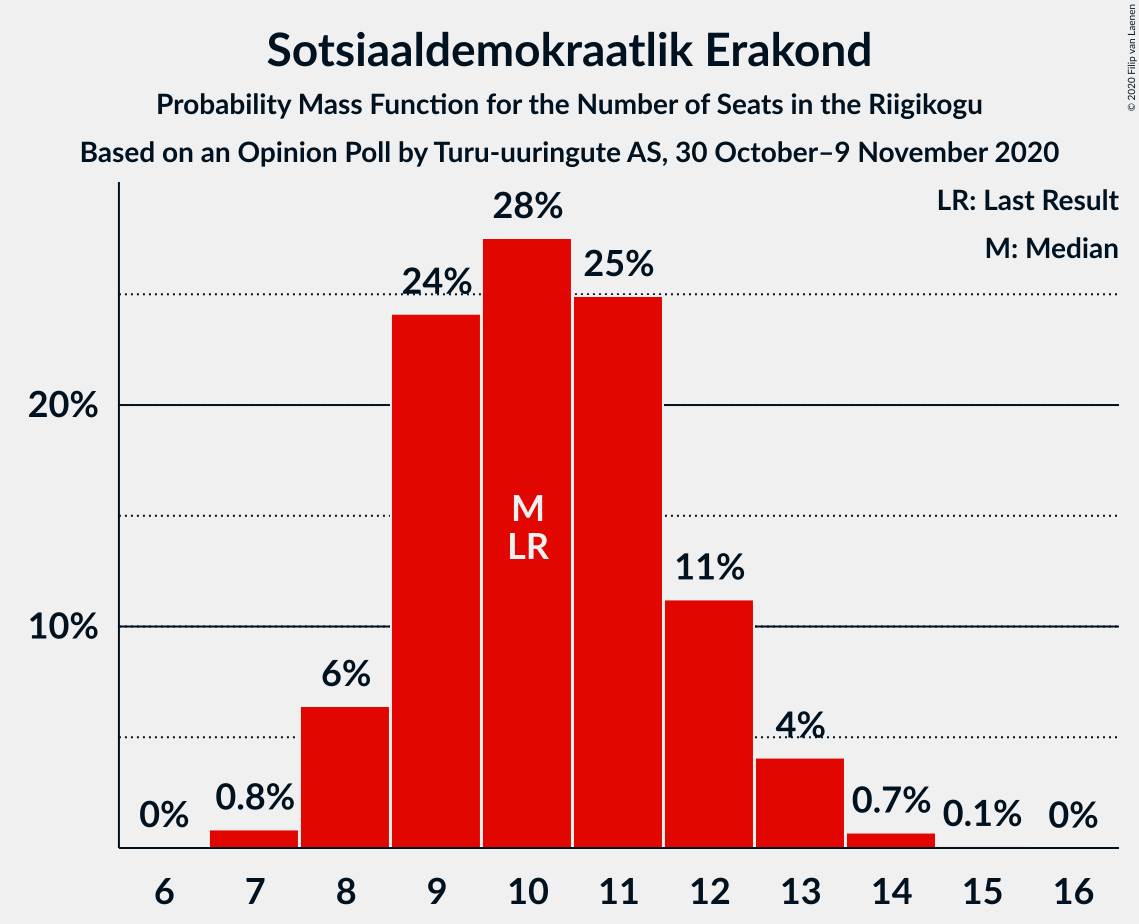 Sotsiaaldemokraatlik Erakond
Probability Mass Function for the Number of Seats in the Riigikogu
Based on an Opinion Poll by Turu-uuringute AS, 30 October–9 November 2020
© 2020 Filip van Laenen
LR: Last Result
M: Median
20%
10%
0%
0.8%
6%
24%
28%
25%
11%
4%
0.7%
0.1%
0%
M
LR
6 7 8 9 10 11 12 13 14 15 16